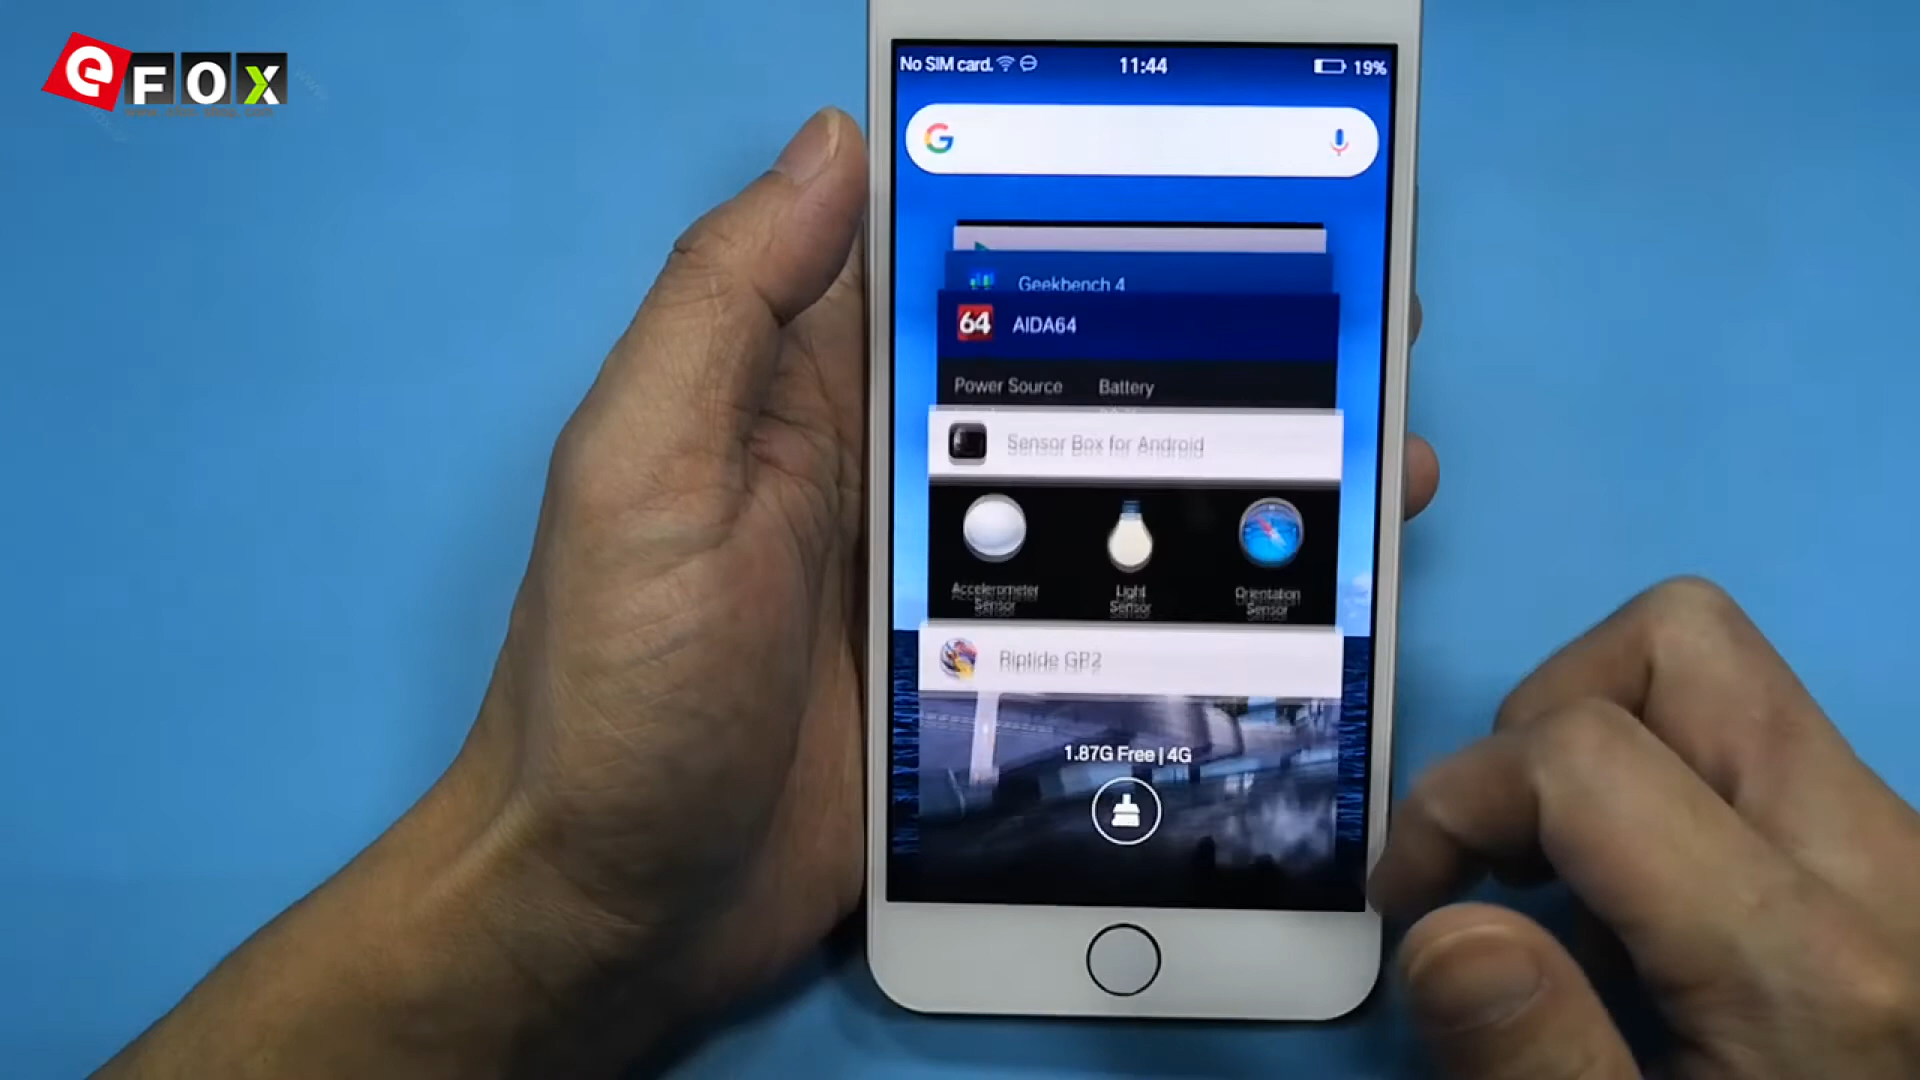 eFOX
No SIM card.
11:44
19%
G
Geekbench 4
64
AIDA64
Power Source
Battery
Sensor Box for Android
Accelerometer
Sensor
Light
Sensor
Orientation
Sensor
Riptide GP2
1.87G Free | 4G